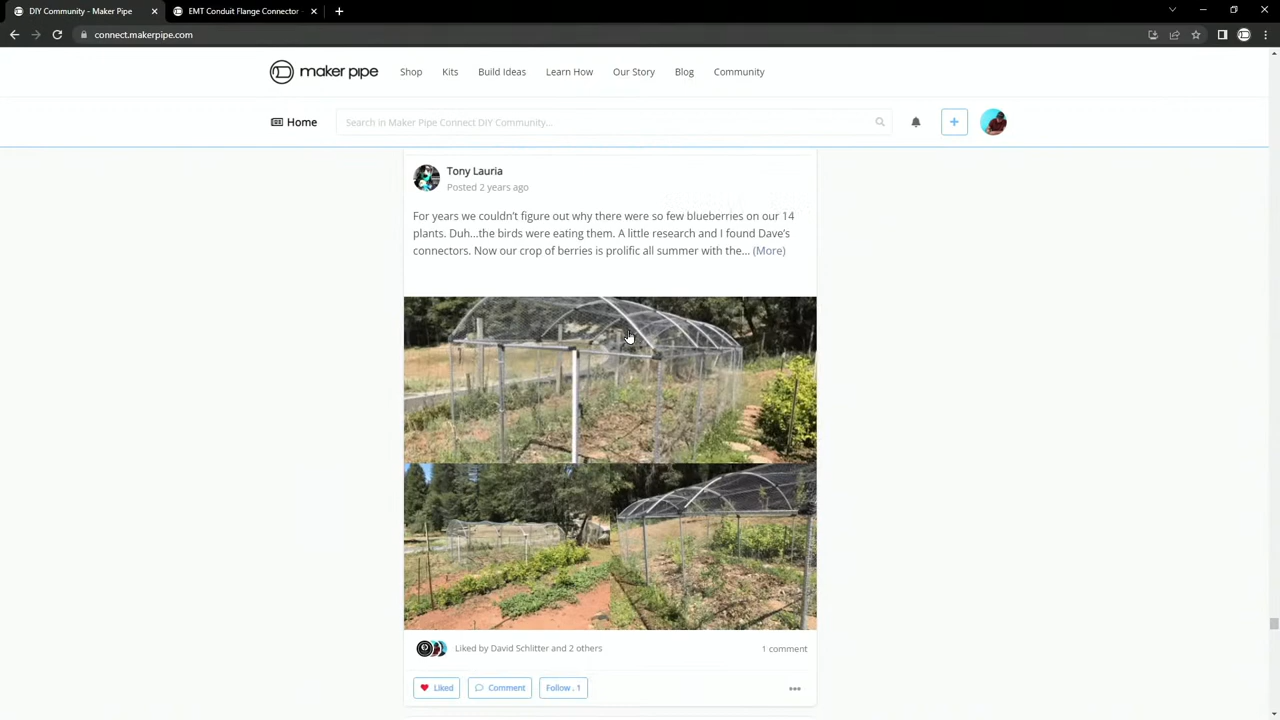 DIY Community - Maker Pipe
EMT Conduit Flange Connector -
connect.makerpipe.com
maker pipe
Shop
Kits
Build Ideas
Learn How
Our Story
Blog
Community
Home
Search in Maker Pipe Connect DIY Community...
Tony Lauria
Posted 2 years ago
For years we couldn't figure out why there were so few blueberries on our 14
plants. Duh...the birds were eating them. A little research and I found Dave's
connectors. Now our crop of berries is prolific all summer with the... (More)
Liked by David Schlitter and 2 others
1 comment
Liked
Comment
Follow . 1